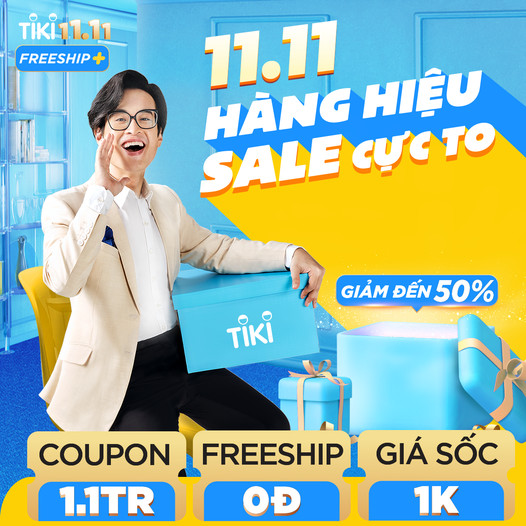 TIKI 11.11
FREESHIP+
11.11
HÀNG HIỆU
SALE CỰC TO
GIẢM ĐẾN 50%
TIKI
COUPON
1.1TR
FREESHIP
0Đ
GIÁ SỐC
1K